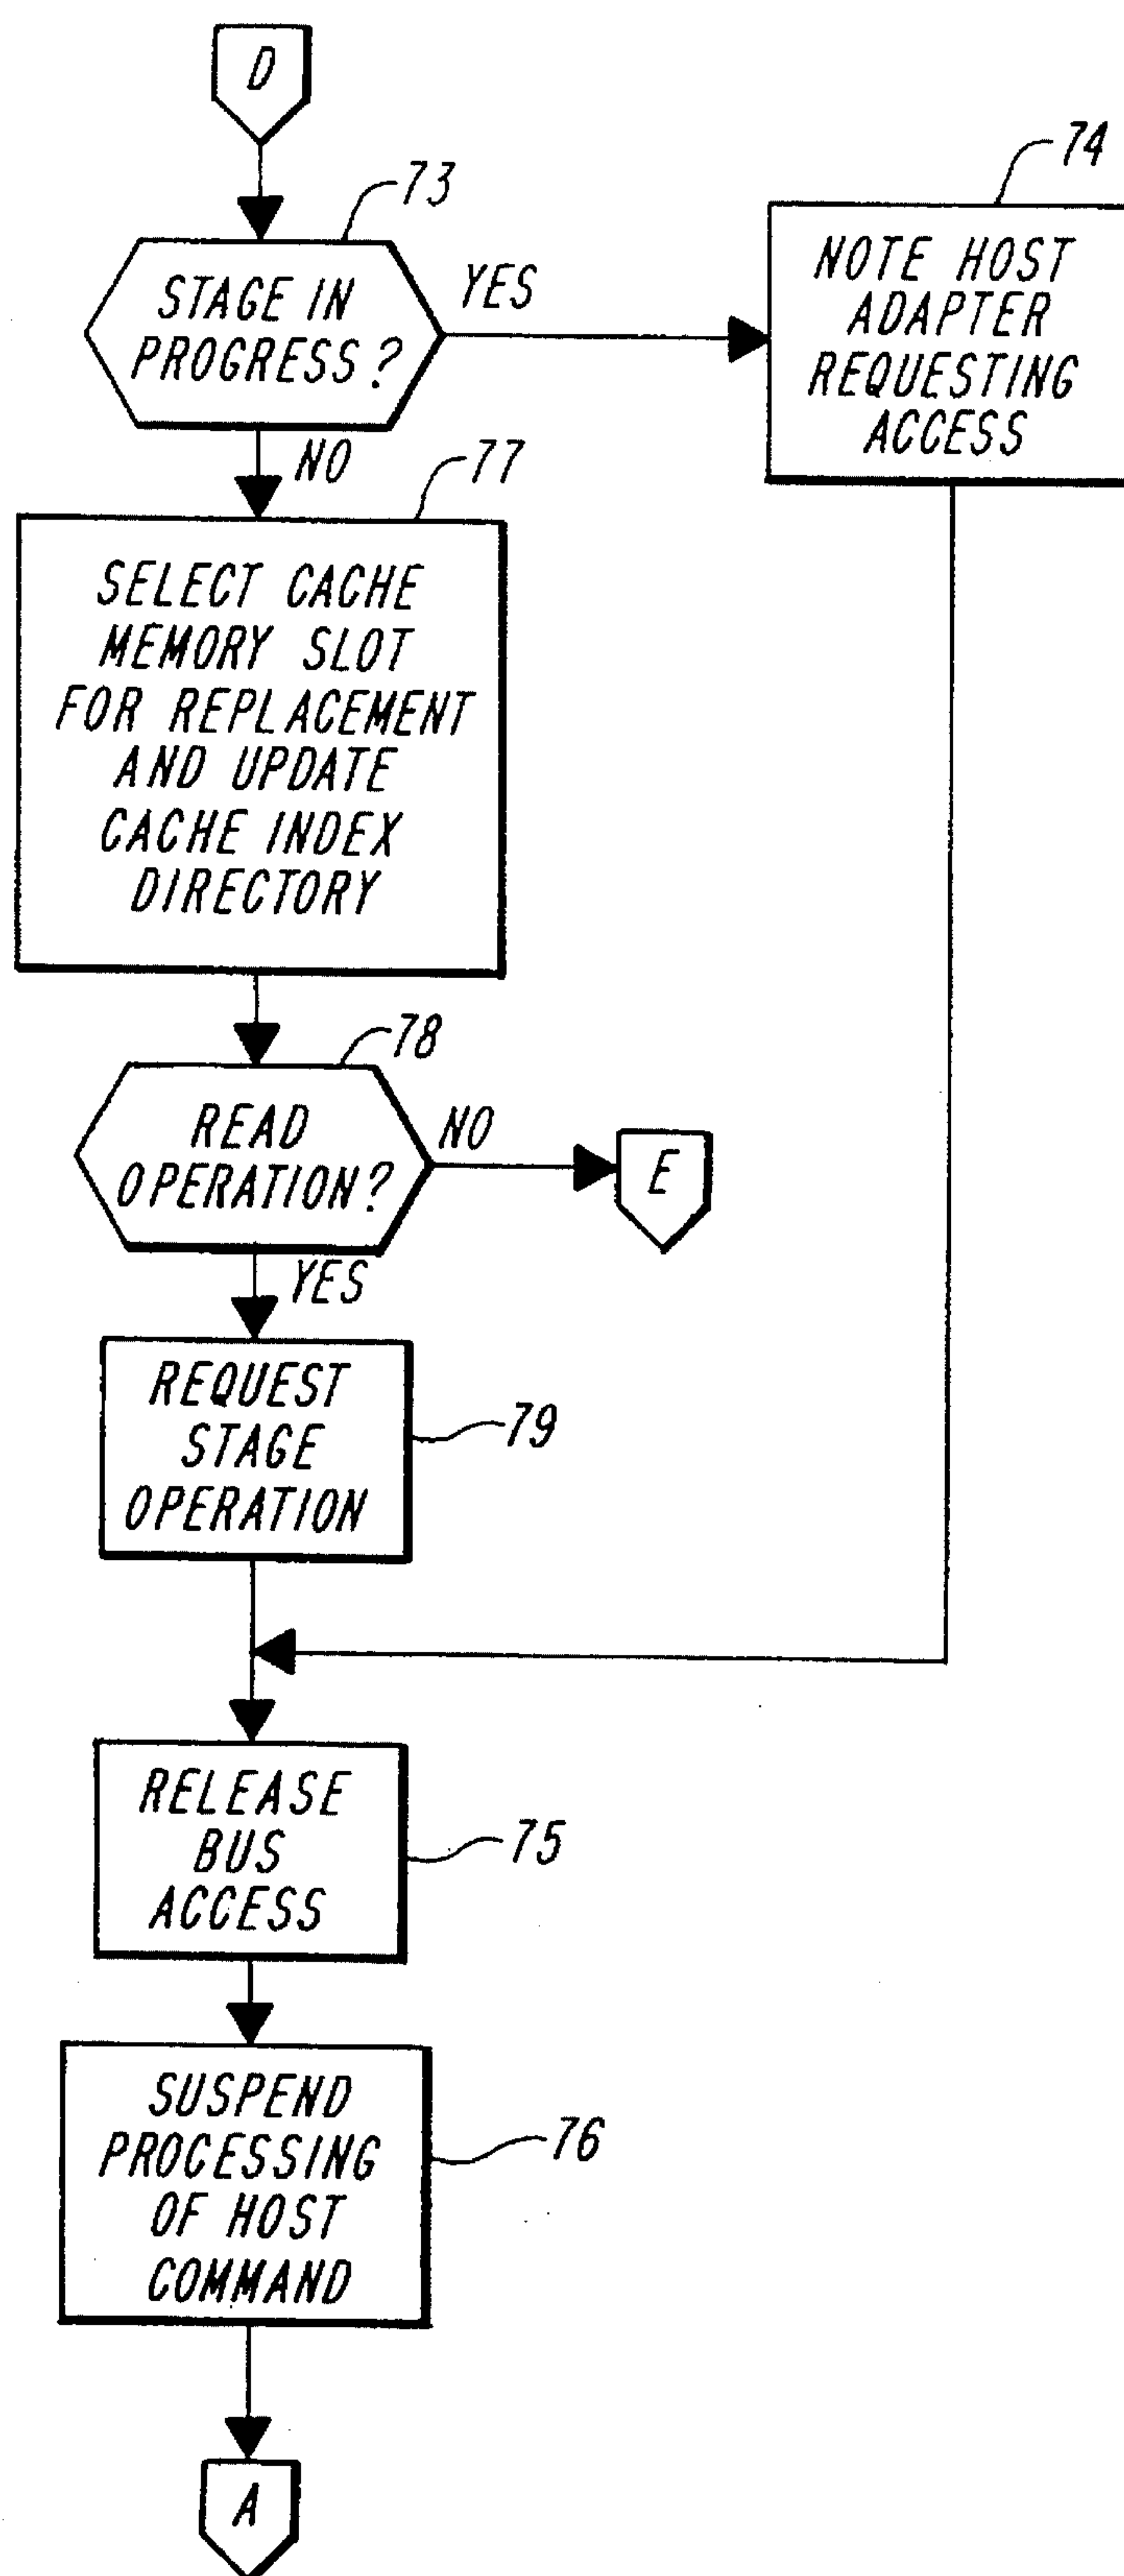 D
73
STAGE IN
PROGRESS?
YES
74
NOTE HOST
ADAPTER
REQUESTING
ACCESS
NO
77
SELECT CACHE
MEMORY SLOT
FOR REPLACEMENT
AND UPDATE
CACHE INDEX
DIRECTORY
78
READ
OPERATION?
NO
E
YES
REQUEST
STAGE
OPERATION
79
RELEASE
BUS
ACCESS
75
SUSPEND
PROCESSING
OF HOST
COMMAND
76
A